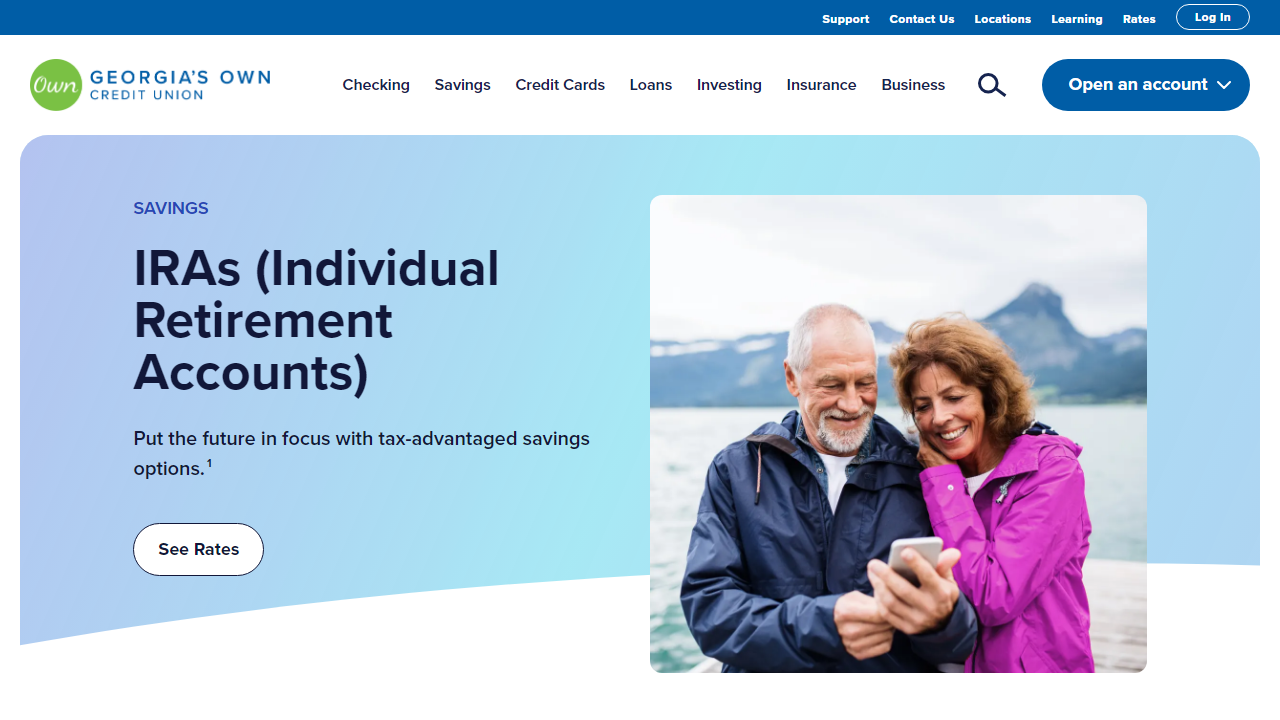 Support Contact Us Locations Learning Rates Log In
Own GEORGIA'S OWN
CREDIT UNION
Checking Savings Credit Cards Loans Investing Insurance Business Open an account
SAVINGS
IRAs (Individual
Retirement
Accounts)
Put the future in focus with tax-advantaged savings
options.¹
See Rates